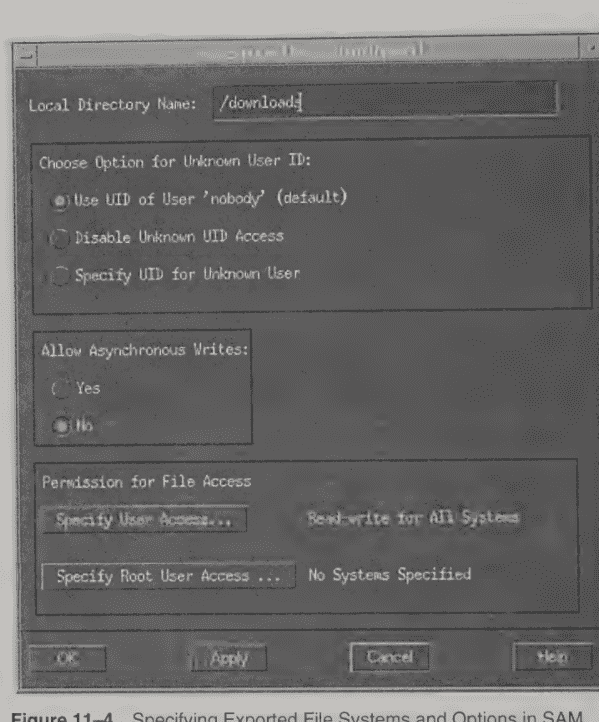 Local Directory Name: /downloads
Choose Option for Unknown User ID:
Use UID of User 'nobody' (default)
Disable Unknown UID Access
Specify UID for Unknown User
Allow Asynchronous Writes:
Yes
No
Permission for File Access
Specify User Access... Read-write for All Systems
Specify Root User Access ... No Systems Specified
OK Apply Cancel Help
Figure 11–4 Specifying Exported File Systems and Options in SAM